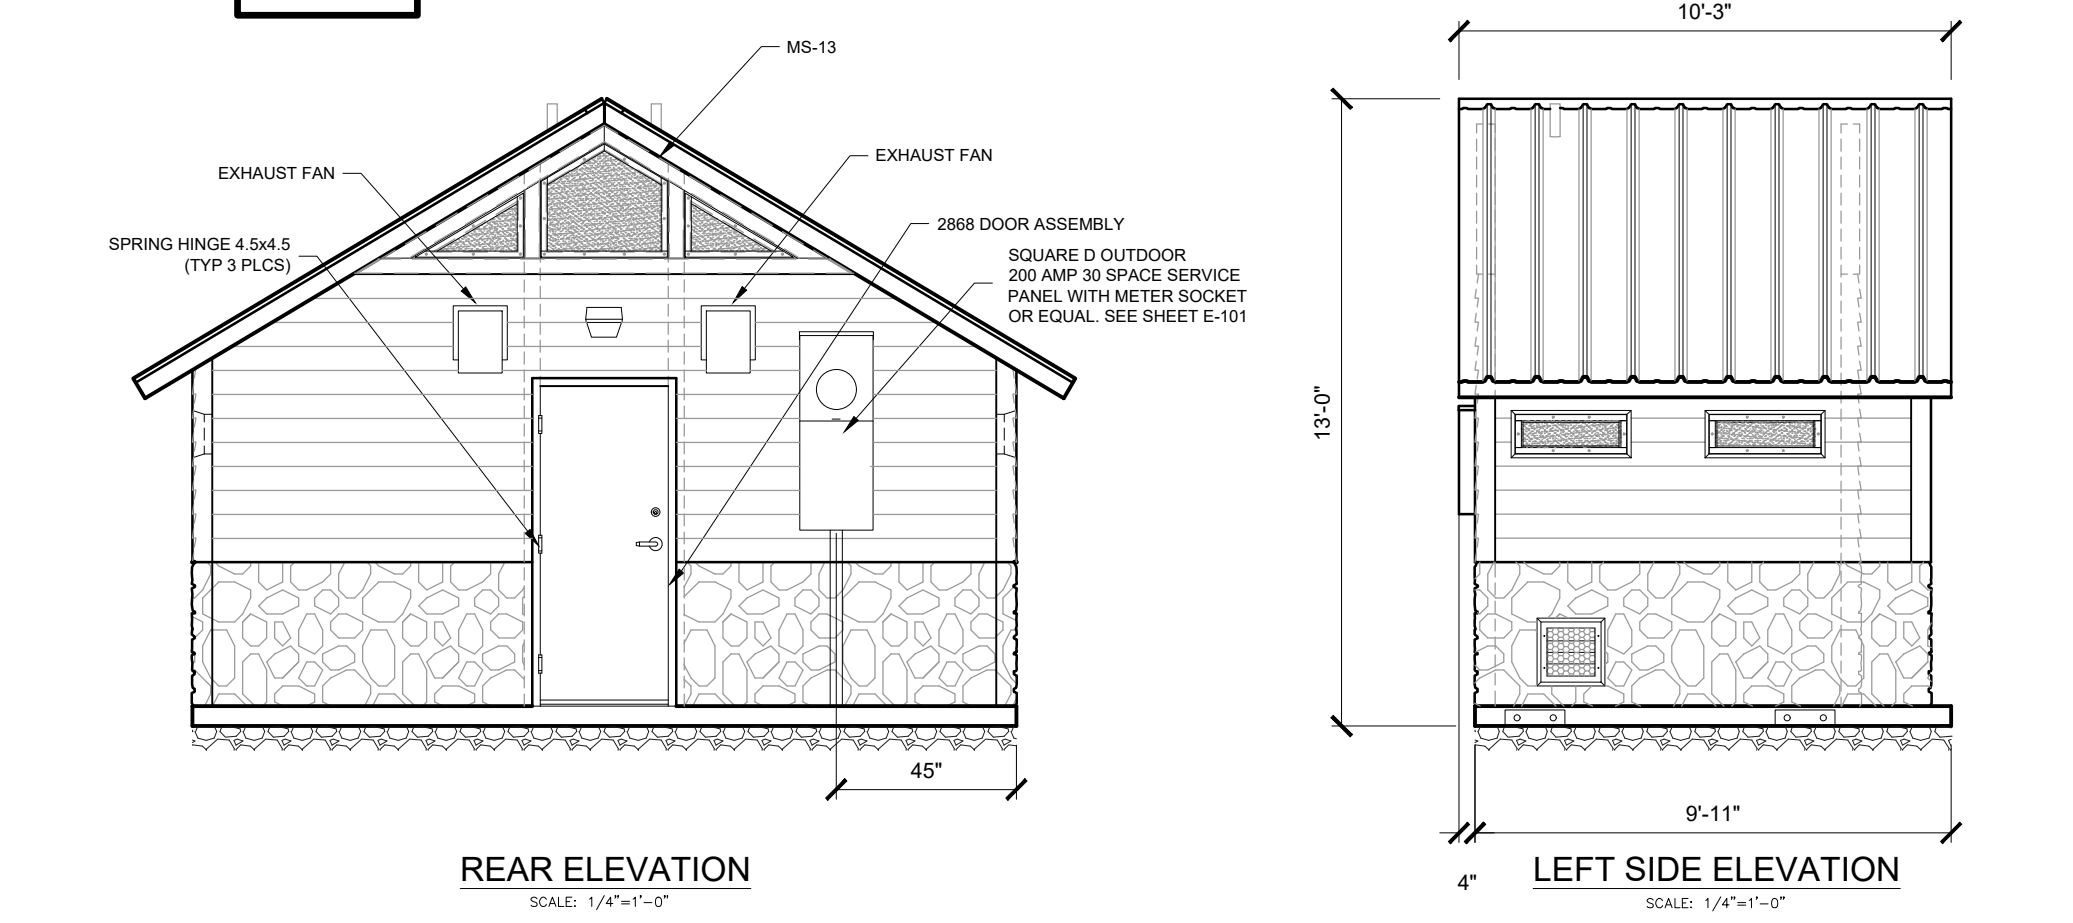 10'-3"
MS-13
EXHAUST FAN
EXHAUST FAN
2868 DOOR ASSEMBLY
SPRING HINGE 4.5x4.5
(TYP 3 PLCS)
SQUARE D OUTDOOR
200 AMP 30 SPACE SERVICE
PANEL WITH METER SOCKET
OR EQUAL. SEE SHEET E-101
13'-0"
45"
9'-11"
4"
REAR ELEVATION
SCALE: 1/4"=1'-0"
LEFT SIDE ELEVATION
SCALE: 1/4"=1'-0"